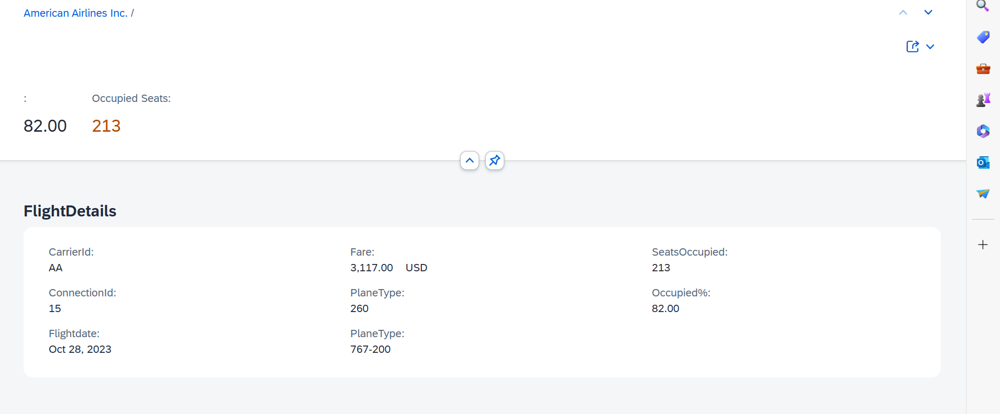 American Airlines Inc. /
: Occupied Seats:
82.00 213
FlightDetails
CarrierId:
AA
ConnectionId:
15
Flightdate:
Oct 28, 2023
Fare:
3,117.00 USD
PlaneType:
260
PlaneType:
767-200
SeatsOccupied:
213
Occupied%:
82.00